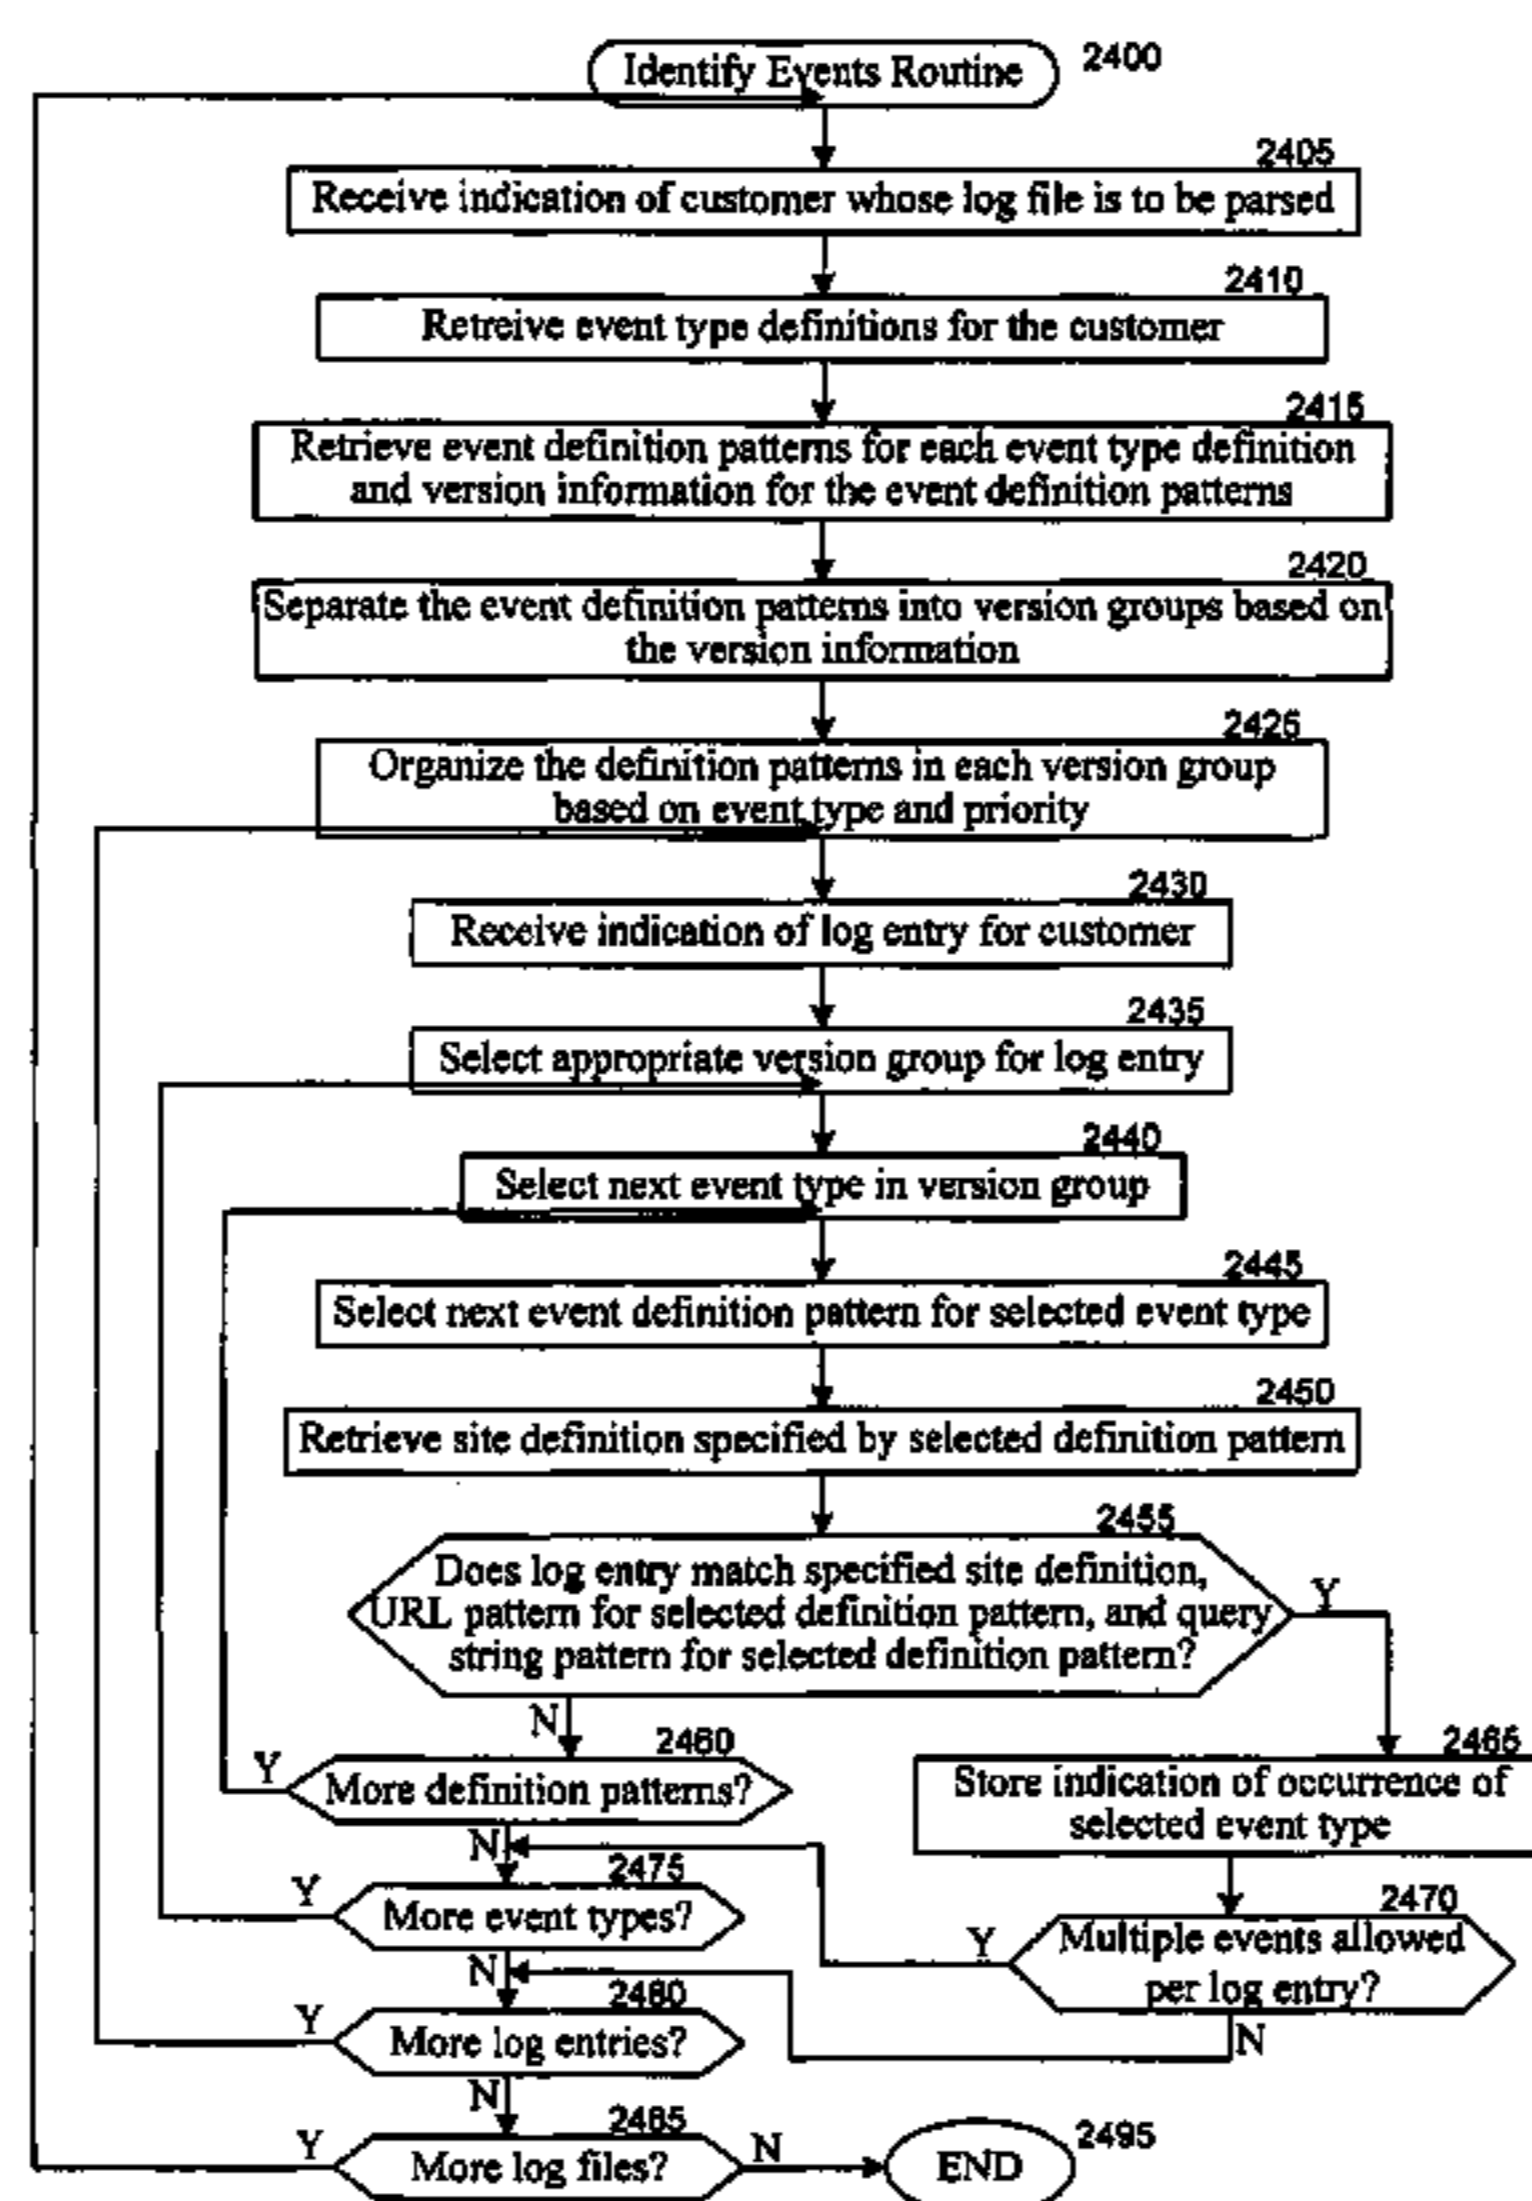 Identify Events Routine
2400
2405
Receive indication of customer whose log file is to be parsed
2410
Retreive event type definitions for the customer
2415
Retrieve event definition patterns for each event type definition
and version information for the event definition patterns
2420
Separate the event definition patterns into version groups based on
the version information
2425
Organize the definition patterns in each version group
based on event type and priority
2430
Receive indication of log entry for customer
2435
Select appropriate version group for log entry
2440
Select next event type in version group
2445
Select next event definition pattern for selected event type
2450
Retrieve site definition specified by selected definition pattern
2455
Does log entry match specified site definition,
URL pattern for selected definition pattern, and query
string pattern for selected definition pattern?
Y
N
2460
Y
More definition patterns?
2465
Store indication of occurrence of
selected event type
N
2475
Y
More event types?
2470
Y
Multiple events allowed
per log entry?
N
N
2480
Y
More log entries?
N
2485
Y
More log files?
N
END
2495